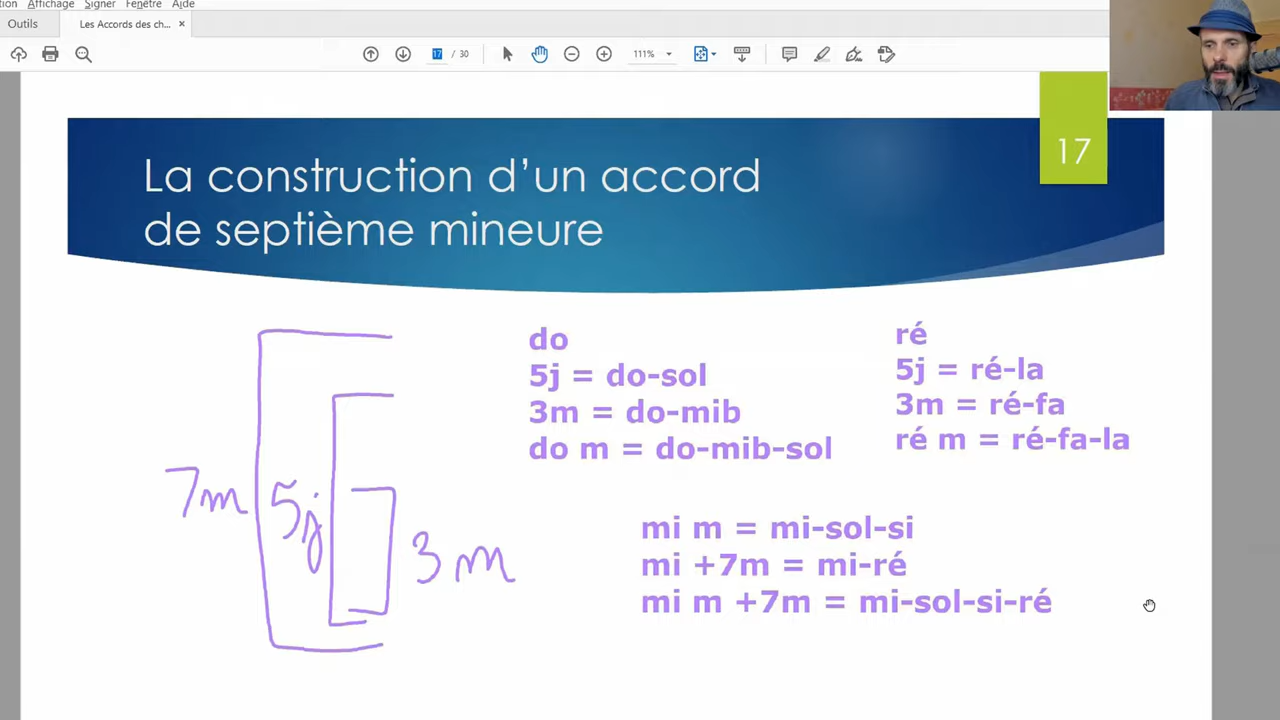 tion Affichage Signer Fenêtre Aide
Outils
Les Accords des ch... ×
17 / 30
111%
17
La construction d’un accord
de septième mineure
do
5j = do-sol
3m = do-mib
do m = do-mib-sol
ré
5j = ré-la
3m = ré-fa
ré m = ré-fa-la
7m
5j
3m
mi m = mi-sol-si
mi +7m = mi-ré
mi m +7m = mi-sol-si-ré